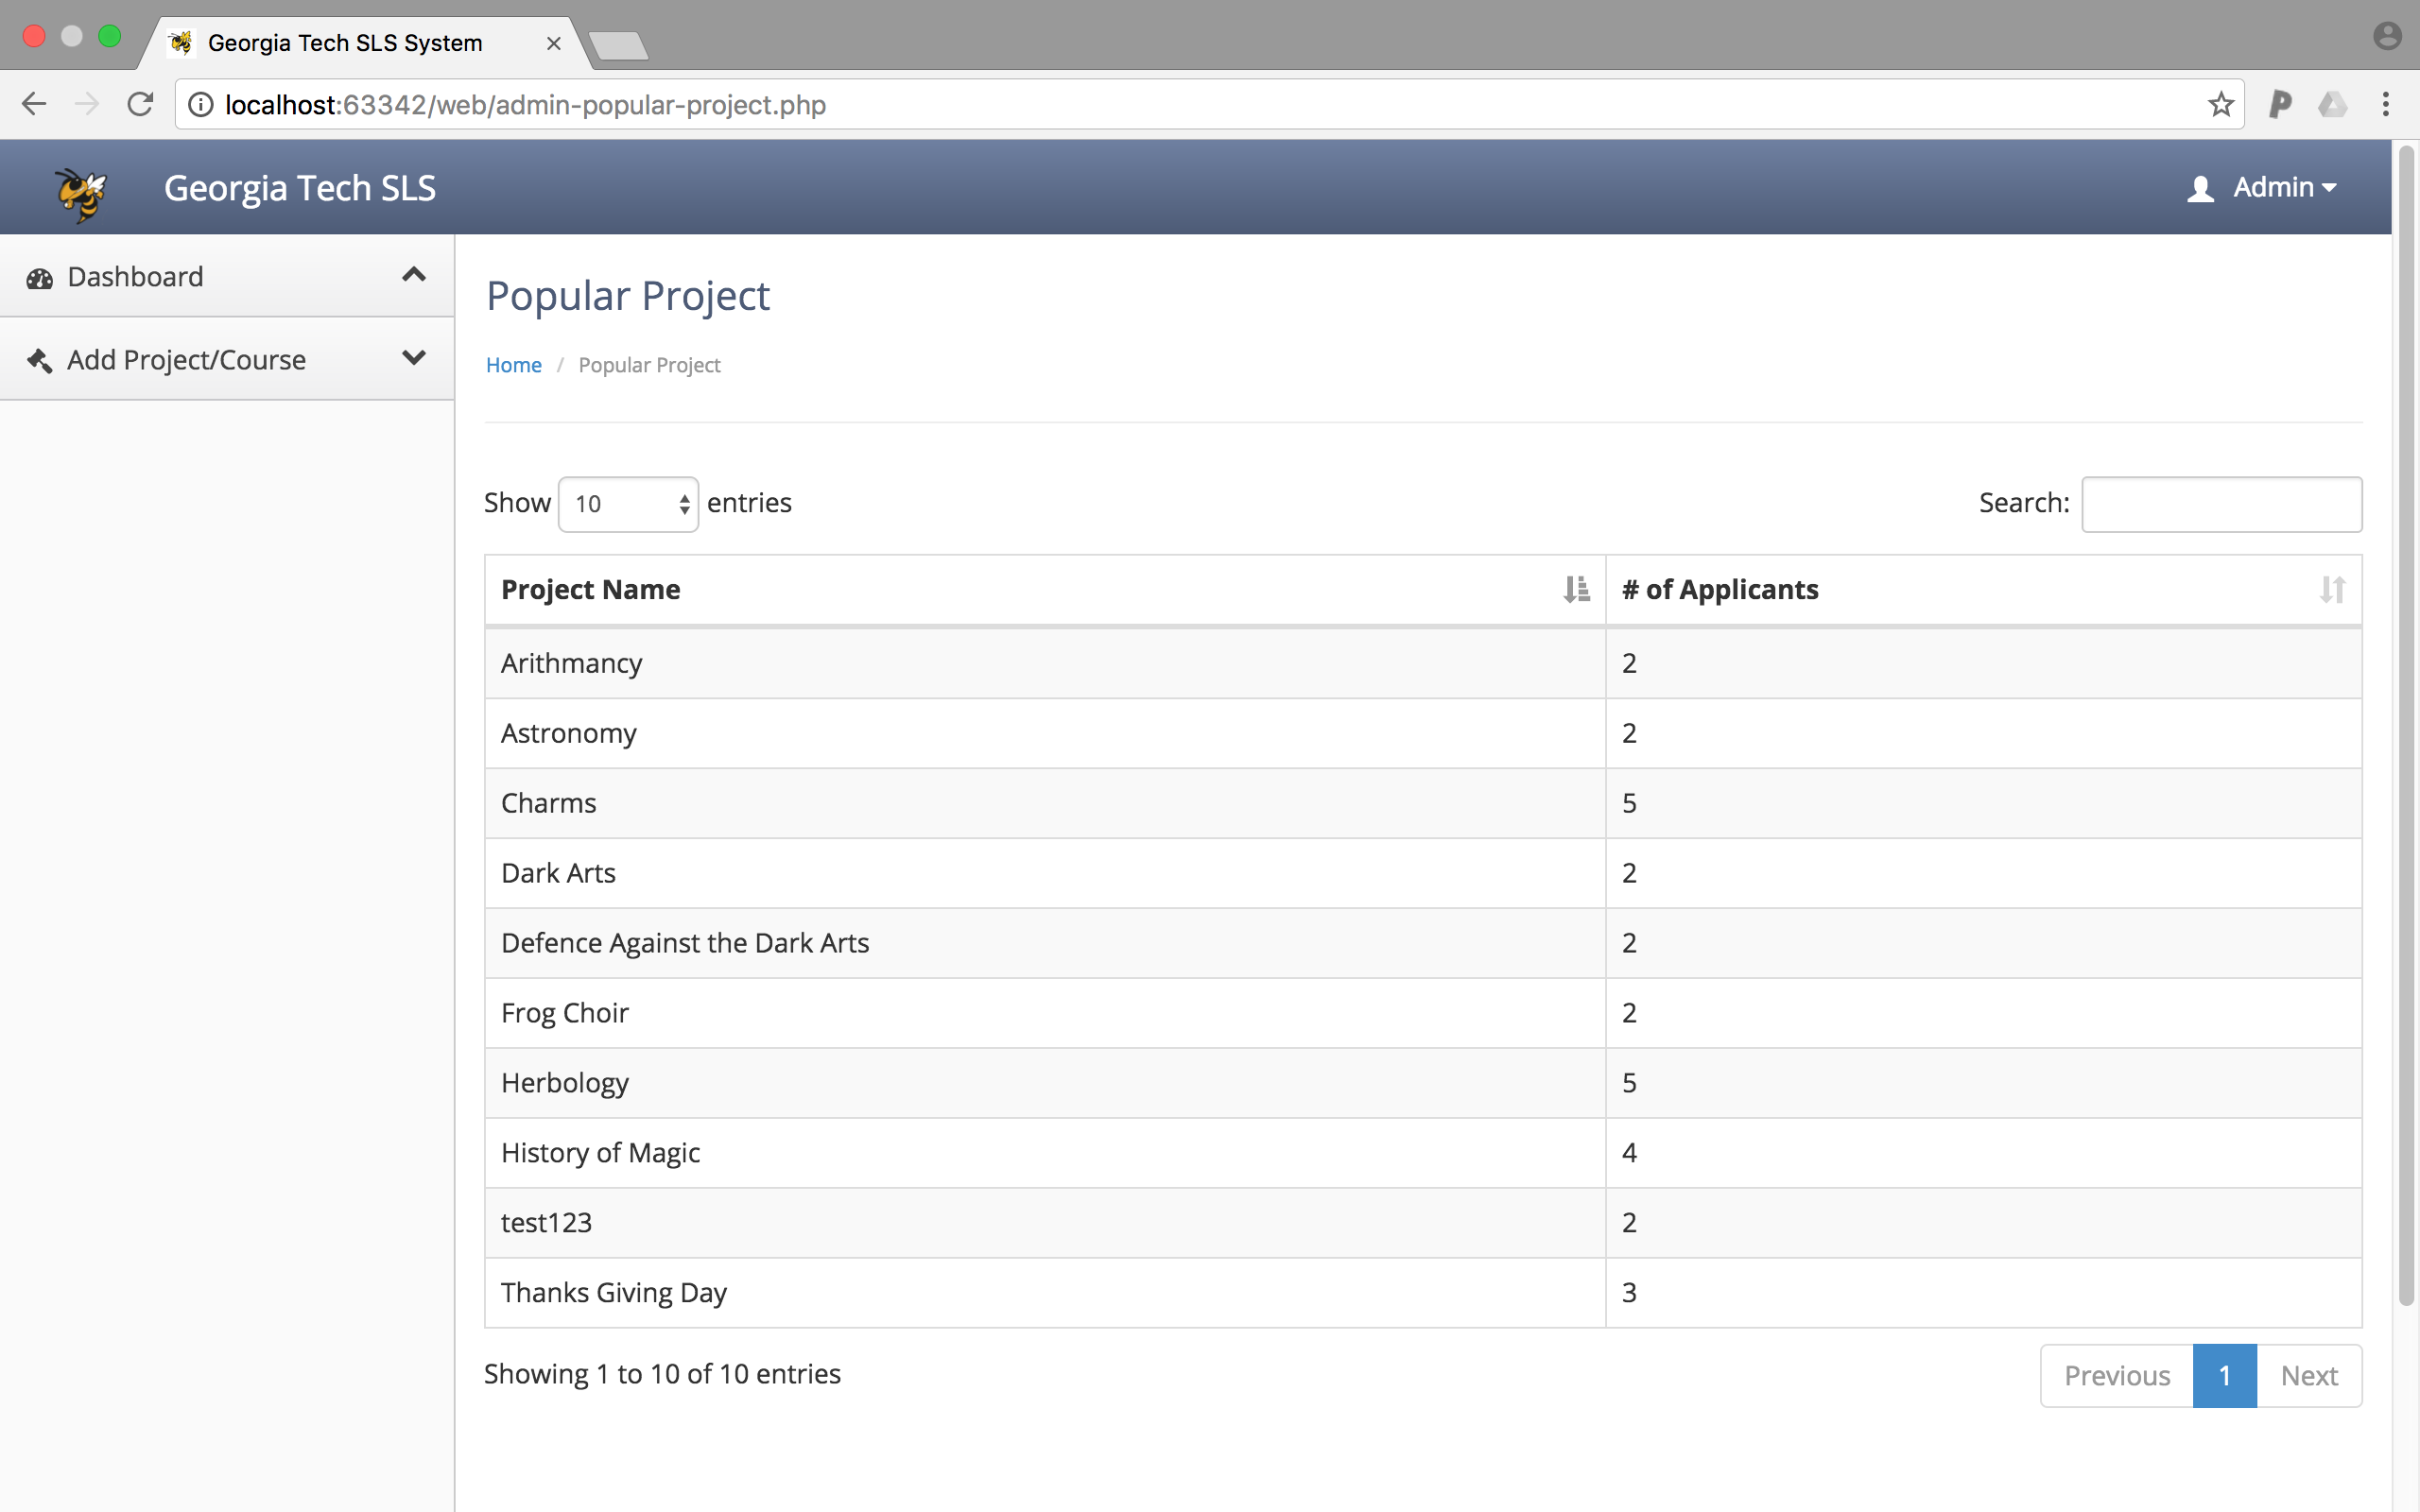 Georgia Tech SLS System
localhost:63342/web/admin-popular-project.php
Georgia Tech SLS
Admin
Dashboard
Add Project/Course
Popular Project
Home / Popular Project
Show 10 entries
Search:
Project Name # of Applicants
Arithmancy 2
Astronomy 2
Charms 5
Dark Arts 2
Defence Against the Dark Arts 2
Frog Choir 2
Herbology 5
History of Magic 4
test123 2
Thanks Giving Day 3
Showing 1 to 10 of 10 entries
Previous 1 Next